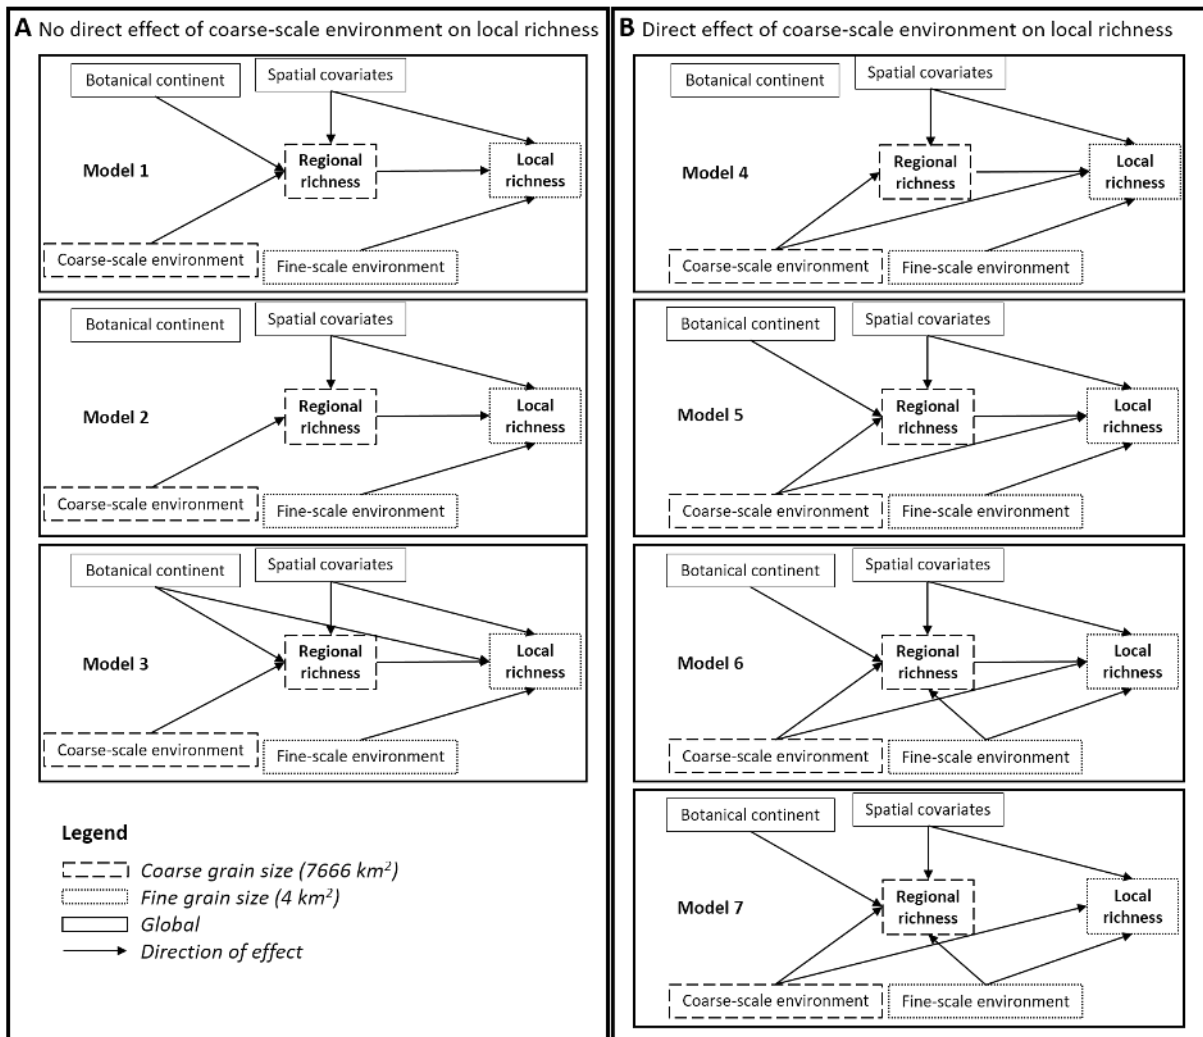 A No direct effect of coarse-scale environment on local richness
Botanical continent
Spatial covariates
Model 1
Regional
richness
Local
richness
Coarse-scale environment
Fine-scale environment
Botanical continent
Spatial covariates
Model 2
Regional
richness
Local
richness
Coarse-scale environment
Fine-scale environment
Botanical continent
Spatial covariates
Model 3
Regional
richness
Local
richness
Coarse-scale environment
Fine-scale environment
Legend
Coarse grain size (7666 km²)
Fine grain size (4 km²)
Global
Direction of effect
B Direct effect of coarse-scale environment on local richness
Botanical continent
Spatial covariates
Model 4
Regional
richness
Local
richness
Coarse-scale environment
Fine-scale environment
Botanical continent
Spatial covariates
Model 5
Regional
richness
Local
richness
Coarse-scale environment
Fine-scale environment
Botanical continent
Spatial covariates
Model 6
Regional
richness
Local
richness
Coarse-scale environment
Fine-scale environment
Botanical continent
Spatial covariates
Model 7
Regional
richness
Local
richness
Coarse-scale environment
Fine-scale environment